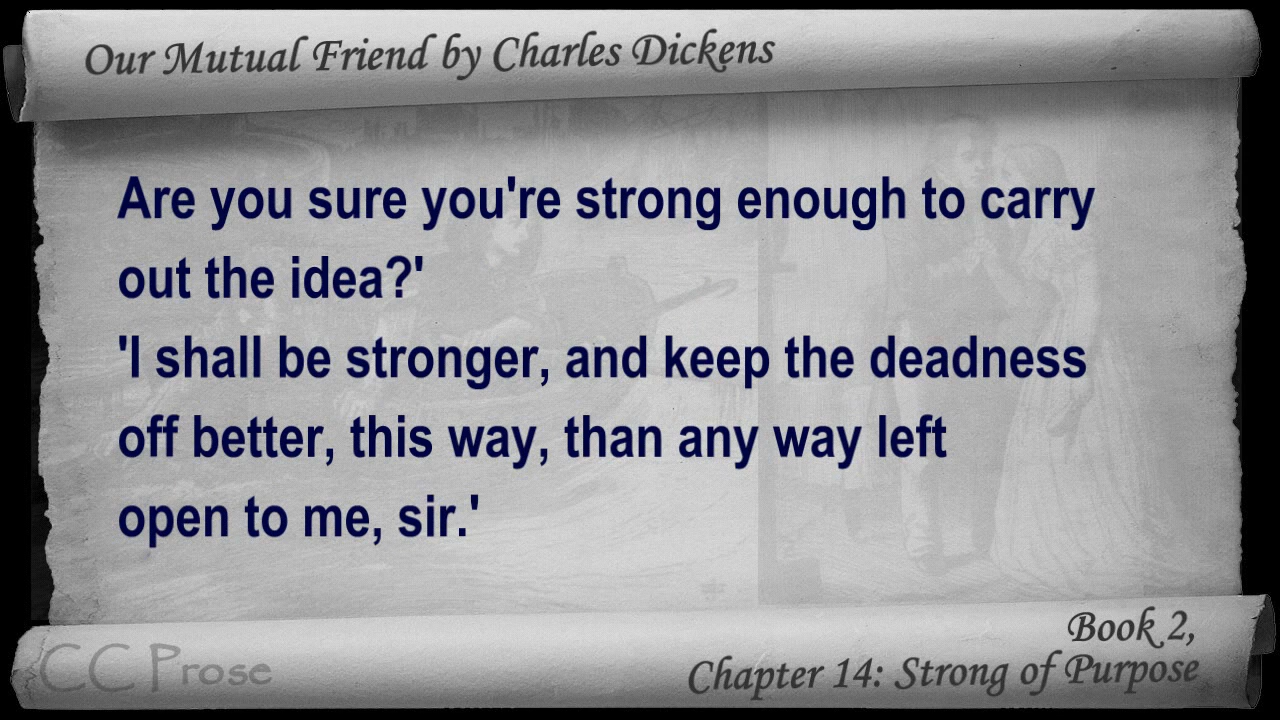 Our Mutual Friend by Charles Dickens
Are you sure you're strong enough to carry
out the idea?'
'I shall be stronger, and keep the deadness
off better, this way, than any way left
open to me, sir.'
Book 2,
Chapter 14: Strong of Purpose
CC Prose